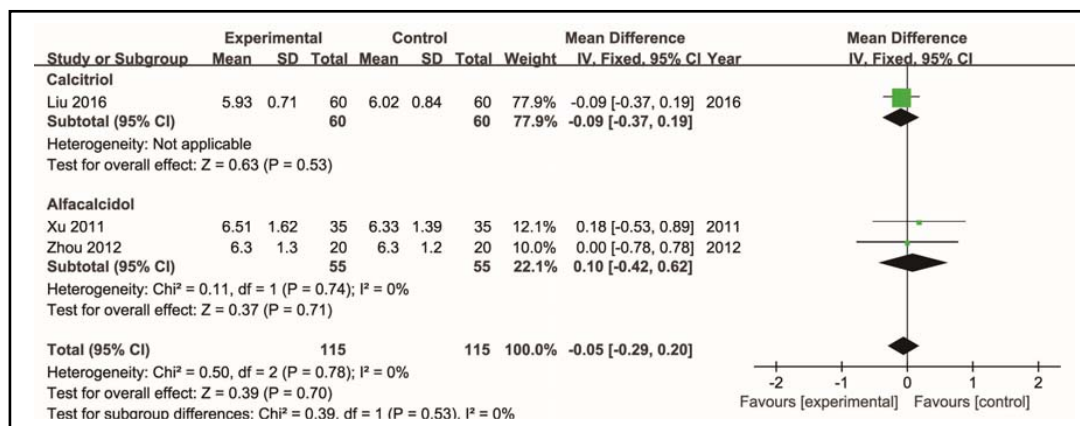 Experimental Control Mean Difference Mean Difference
Study or Subgroup Mean SD Total Mean SD Total Weight IV, Fixed, 95% CI Year IV, Fixed, 95% CI
Calcitriol
Liu 2016 5.93 0.71 60 6.02 0.84 60 77.9% -0.09 [-0.37, 0.19] 2016
Subtotal (95% CI) 60 60 77.9% -0.09 [-0.37, 0.19]
Heterogeneity: Not applicable
Test for overall effect: Z = 0.63 (P = 0.53)
Alfacalcidol
Xu 2011 6.51 1.62 35 6.33 1.39 35 12.1% 0.18 [-0.53, 0.89] 2011
Zhou 2012 6.3 1.3 20 6.3 1.2 20 10.0% 0.00 [-0.78, 0.78] 2012
Subtotal (95% CI) 55 55 22.1% 0.10 [-0.42, 0.62]
Heterogeneity: Chi² = 0.11, df = 1 (P = 0.74); I² = 0%
Test for overall effect: Z = 0.37 (P = 0.71)
Total (95% CI) 115 115 100.0% -0.05 [-0.29, 0.20]
Heterogeneity: Chi² = 0.50, df = 2 (P = 0.78); I² = 0%
Test for overall effect: Z = 0.39 (P = 0.70)
Test for subgroup differences: Chi² = 0.39, df = 1 (P = 0.53), I² = 0%
-2 -1 0 1 2
Favours [experimental] Favours [control]